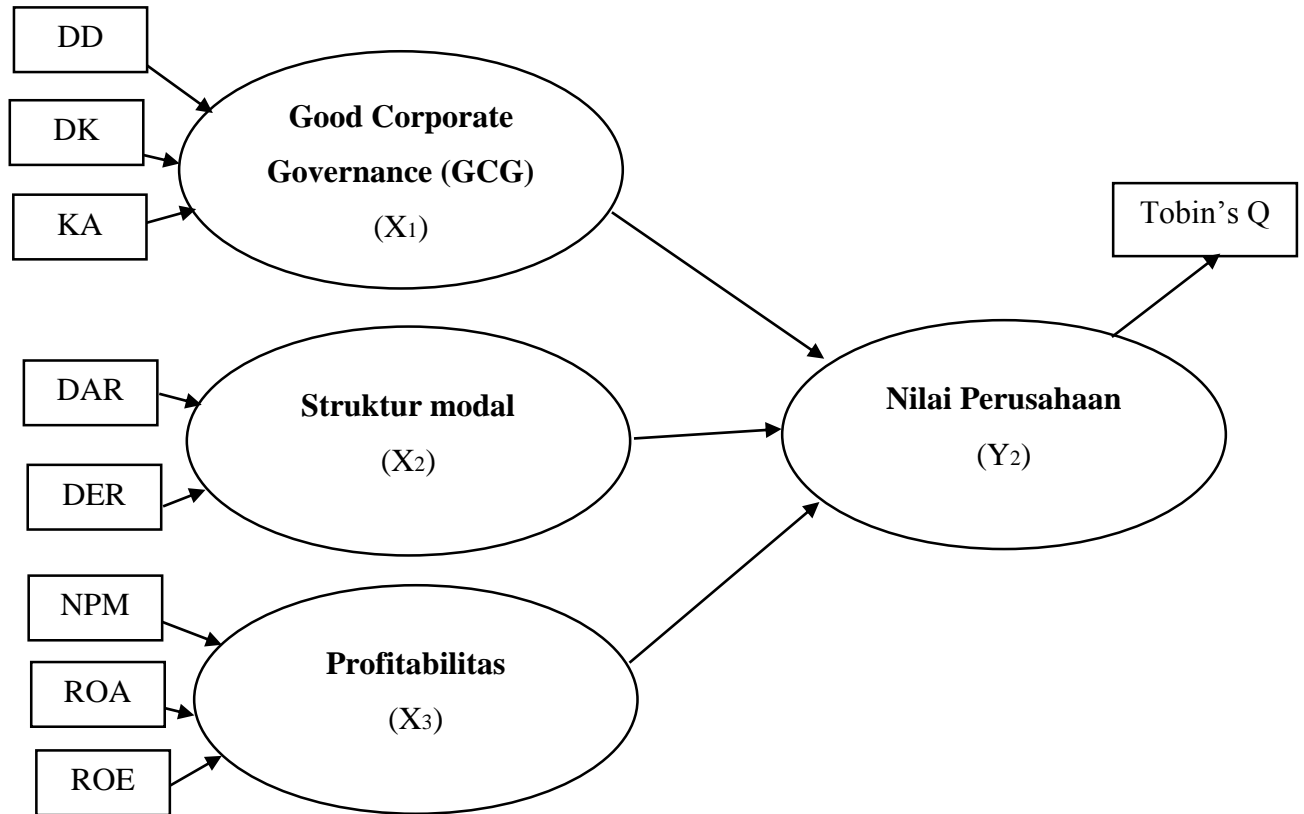 DD
DK
KA
Good Corporate
Governance (GCG)
(X1)
DAR
DER
Struktur modal
(X2)
NPM
ROA
ROE
Profitabilitas
(X3)
Nilai Perusahaan
(Y2)
Tobin’s Q